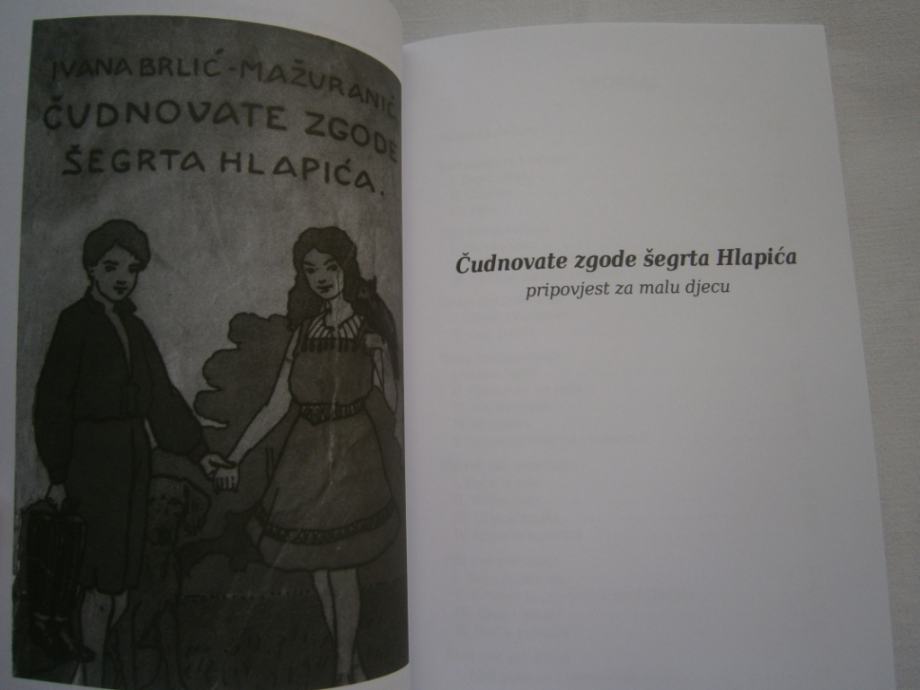 IVANA BRLIĆ-MAŽURANIĆ
ČUDNOVATE ZGODE
ŠEGRTA HLAPIĆA.
Čudnovate zgode šegrta Hlapića
pripovjest za malu djecu